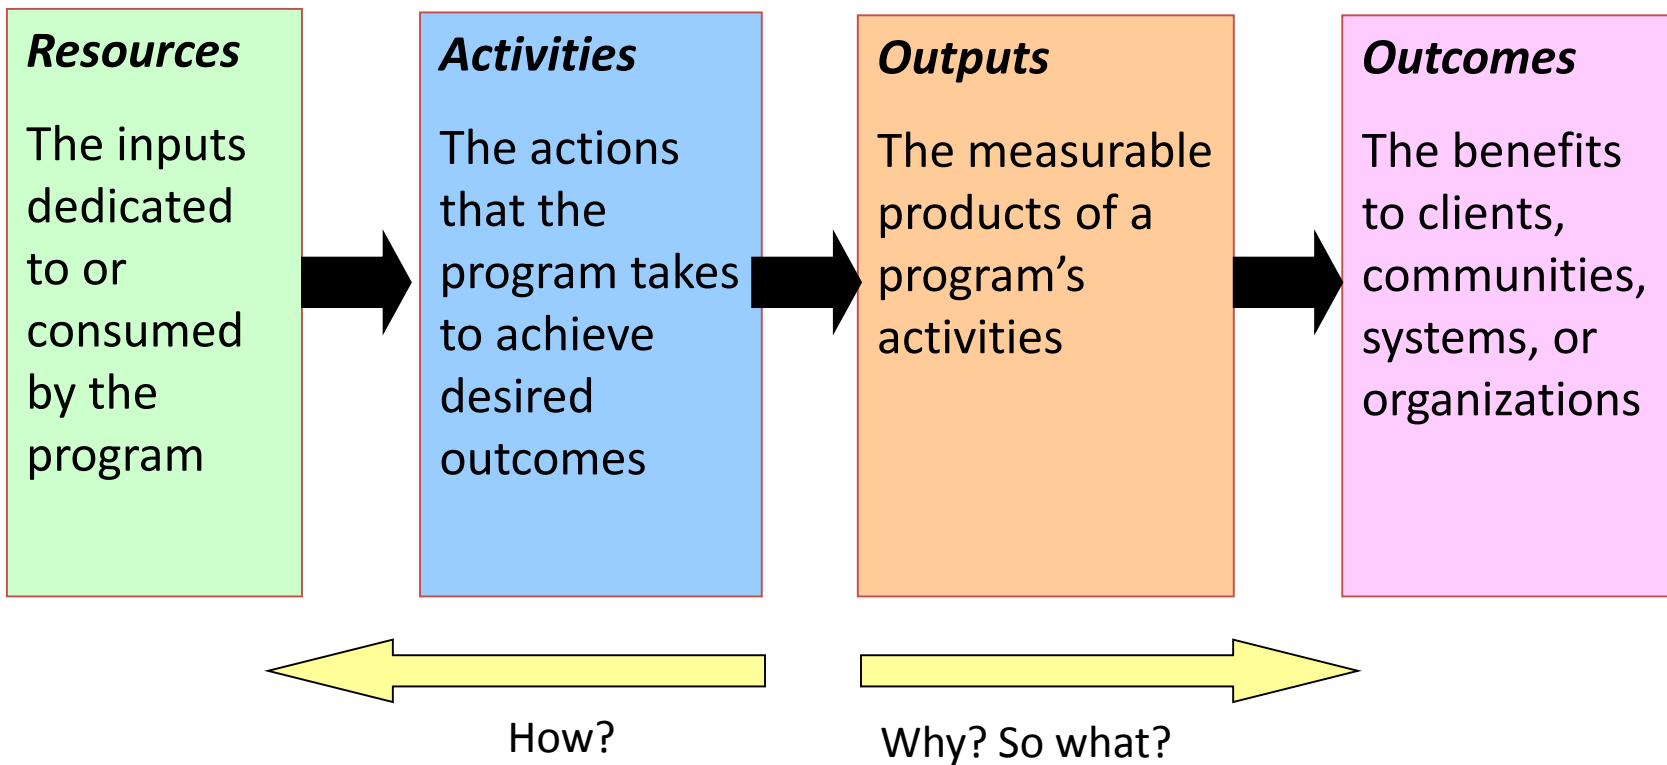 Resources
The inputs
dedicated
to or
consumed
by the
program
Activities
The actions
that the
program takes
to achieve
desired
outcomes
Outputs
The measurable
products of a
program’s
activities
Outcomes
The benefits
to clients,
communities,
systems, or
organizations
How?
Why? So what?